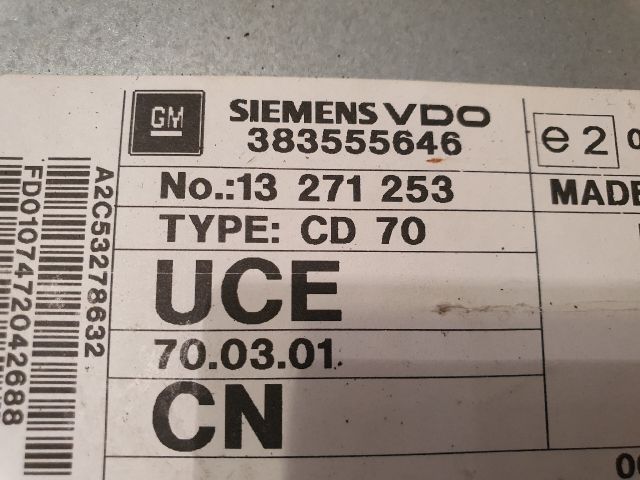 GM SIEMENS VDO
383555646
e2
No.:13 271 253
MADE
TYPE: CD 70
UCE
70.03.01
CN
A2C53278632
FD0107472042688